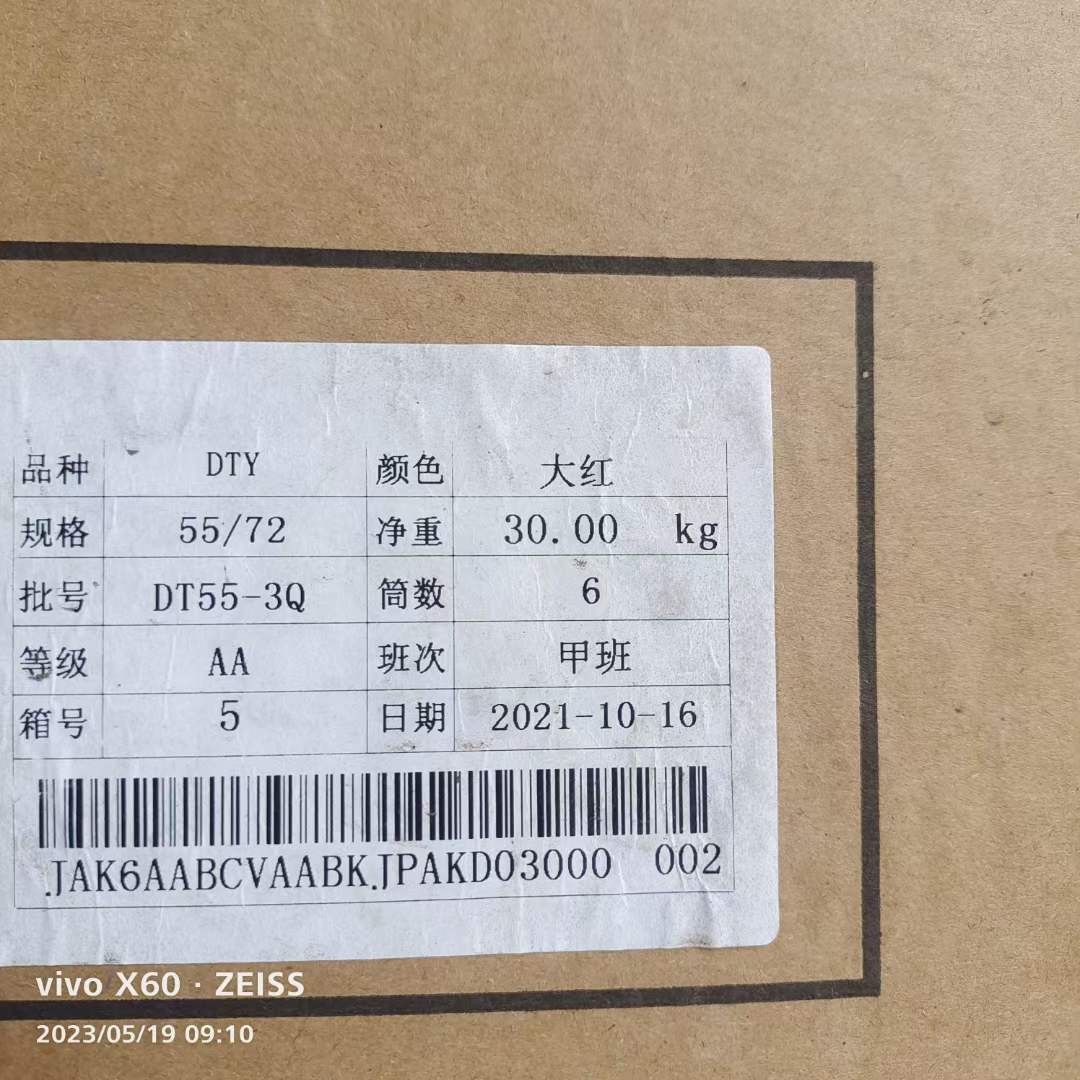 品种 DTY 颜色 大红
规格 55/72 净重 30.00 kg
批号 DT55-3Q 筒数 6
等级 AA 班次 甲班
箱号 5 日期 2021-10-16
.JAK6AABCVAABK.JPAKD03000 002
vivo X60 · ZEISS
2023/05/19 09:10